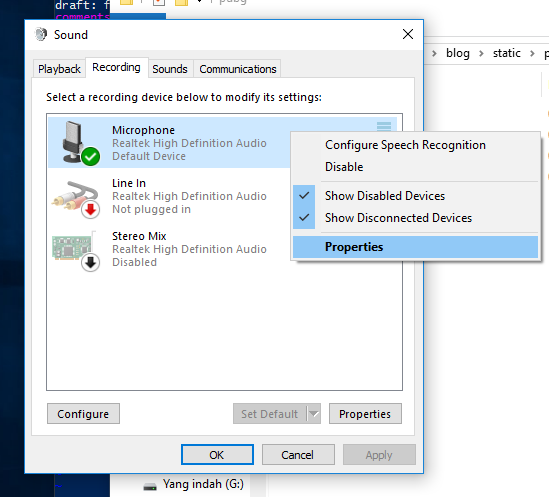 draft: f
comments
Sound
Playback Recording Sounds Communications
Select a recording device below to modify its settings:
Microphone
Realtek High Definition Audio
Default Device
Line In
Realtek High Definition Audio
Not plugged in
Stereo Mix
Realtek High Definition Audio
Disabled
Configure Speech Recognition
Disable
Show Disabled Devices
Show Disconnected Devices
Properties
Configure Set Default Properties
OK Cancel Apply
blog static p
Yang indah (G:)